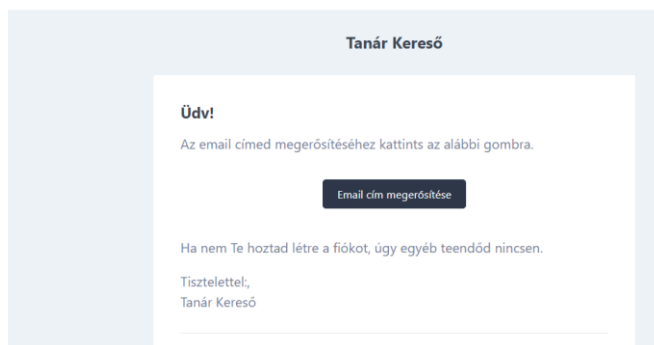 Tanár Kereső
Üdv!
Az email címed megerősítéséhez kattints az alábbi gombra.
Email cím megerősítése
Ha nem Te hoztad létre a fiókot, úgy egyéb teendőd nincsen.
Tisztelettel:,
Tanár Kereső